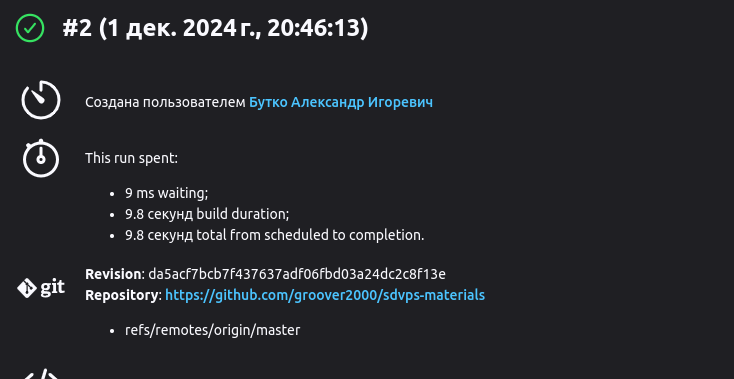 #2 (1 дек. 2024 г., 20:46:13)
Создана пользователем Бутко Александр Игоревич
This run spent:
• 9 ms waiting;
• 9.8 секунд build duration;
• 9.8 секунд total from scheduled to completion.
git
Revision: da5acf7bcb7f437637adf06fbd03a24dc2c8f13e
Repository: https://github.com/groover2000/sdvps-materials
• refs/remotes/origin/master